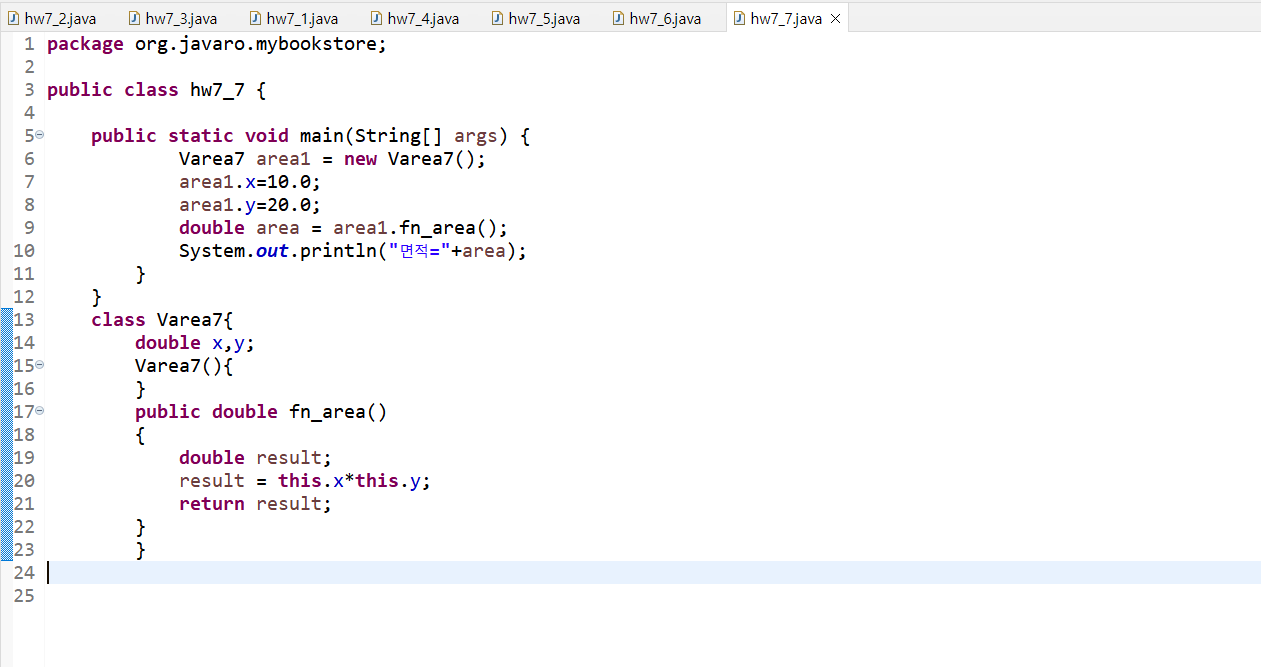 hw7_2.java hw7_3.java hw7_1.java hw7_4.java hw7_5.java hw7_6.java hw7_7.java
1 package org.javaro.mybookstore;
2
3 public class hw7_7 {
4
5 public static void main(String[] args) {
6 Varea7 area1 = new Varea7();
7 area1.x=10.0;
8 area1.y=20.0;
9 double area = area1.fn_area();
10 System.out.println("면적="+area);
11 }
12 }
13 class Varea7{
14 double x,y;
15 Varea7(){
16 }
17 public double fn_area()
18 {
19 double result;
20 result = this.x*this.y;
21 return result;
22 }
23 }
24
25